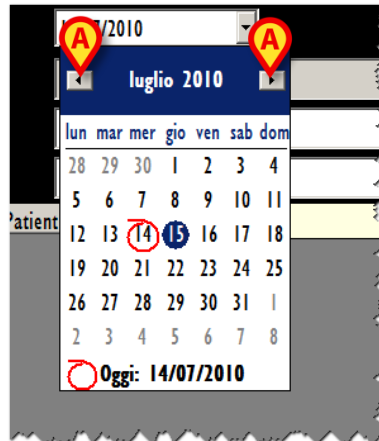 /2010
A A
luglio 2010
lun mar mer gio ven sab dom
28 29 30 1 2 3 4
5 6 7 8 9 10 11
12 13 14 15 16 17 18
19 20 21 22 23 24 25
26 27 28 29 30 31 1
2 3 4 5 6 7 8
Oggi: 14/07/2010
Patient